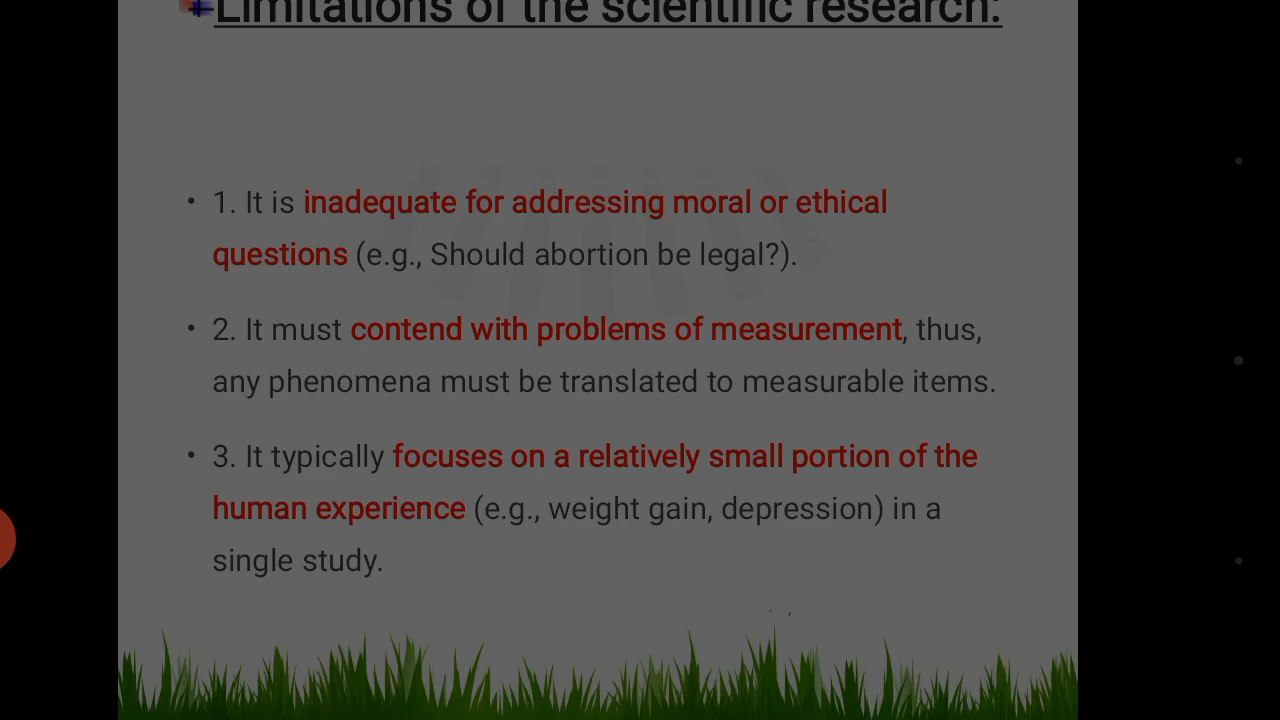 Limitations of the scientific research:
• 1. It is inadequate for addressing moral or ethical
questions (e.g., Should abortion be legal?).
• 2. It must contend with problems of measurement, thus,
any phenomena must be translated to measurable items.
• 3. It typically focuses on a relatively small portion of the
human experience (e.g., weight gain, depression) in a
single study.